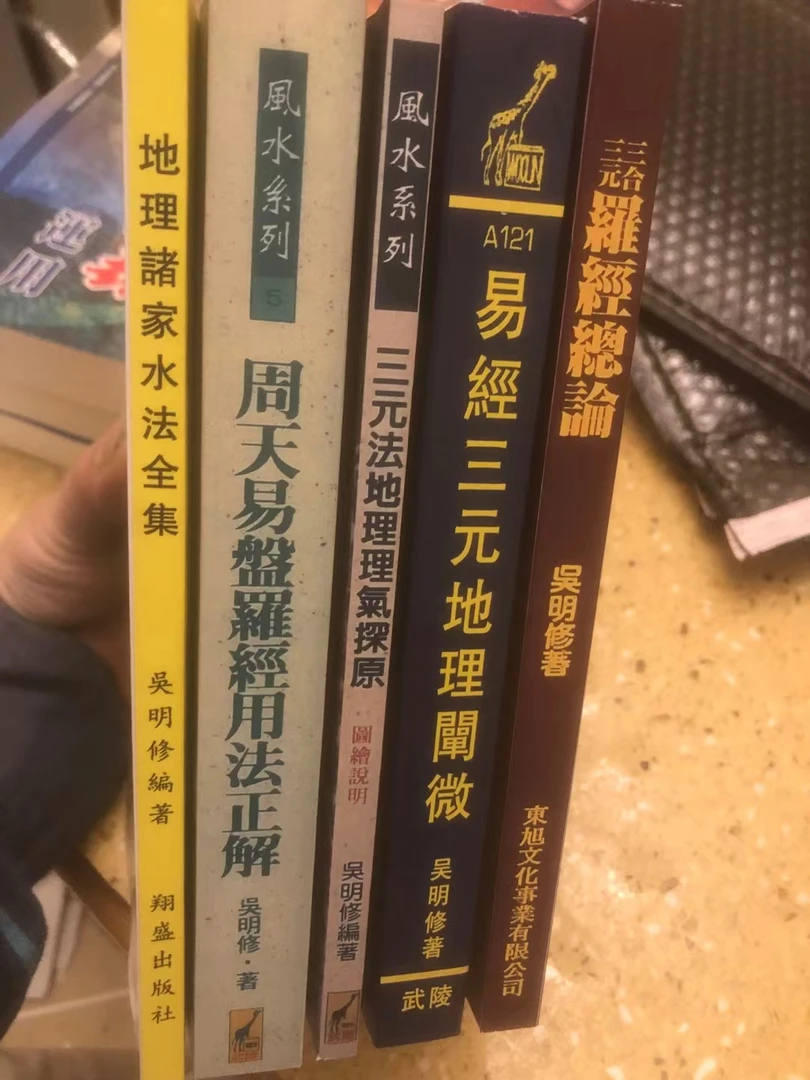 地理諸家水法全集
吳明修編著
翔盛出版社
風水系列
5
周天易盤羅經用法正解
吳明修・著
風水系列
三元法地理理氣探原
圖繪說明
吳明修編著
A121
易經三元地理闡微
吳明修著
武陵
三合
三元
羅經總論
吳明修著
東旭文化事業有限公司
運用